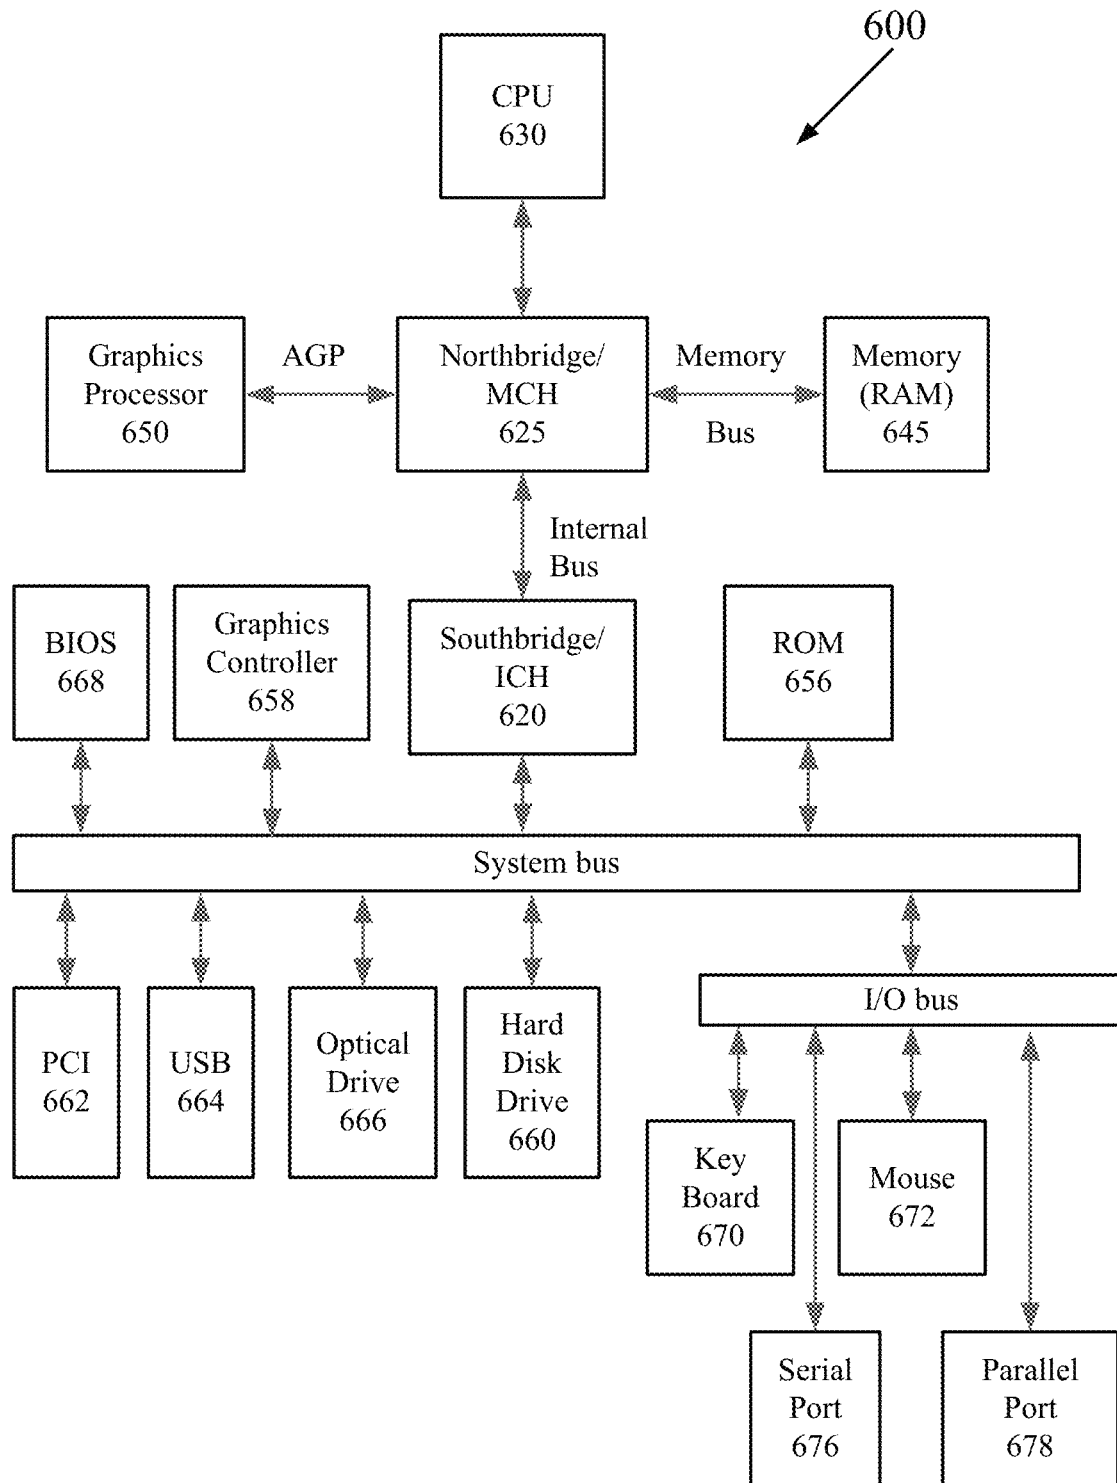 600
CPU
630
Graphics
Processor
650
AGP
Northbridge/
MCH
625
Memory
Bus
Memory
(RAM)
645
Internal
Bus
BIOS
668
Graphics
Controller
658
Southbridge/
ICH
620
ROM
656
System bus
PCI
662
USB
664
Optical
Drive
666
Hard
Disk
Drive
660
I/O bus
Key
Board
670
Mouse
672
Serial
Port
676
Parallel
Port
678